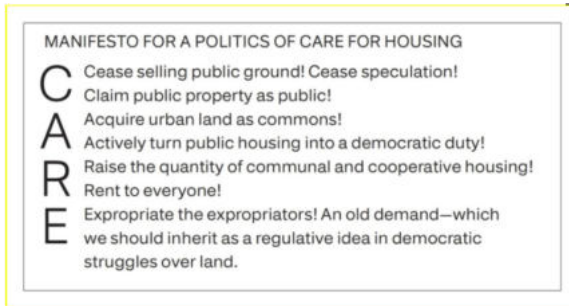 MANIFESTO FOR A POLITICS OF CARE FOR HOUSING
C
Cease selling public ground! Cease speculation!
Claim public property as public!
A
Acquire urban land as commons!
Actively turn public housing into a democratic duty!
R
Raise the quantity of communal and cooperative housing!
Rent to everyone!
E
Expropriate the expropriators! An old demand—which
we should inherit as a regulative idea in democratic
struggles over land.